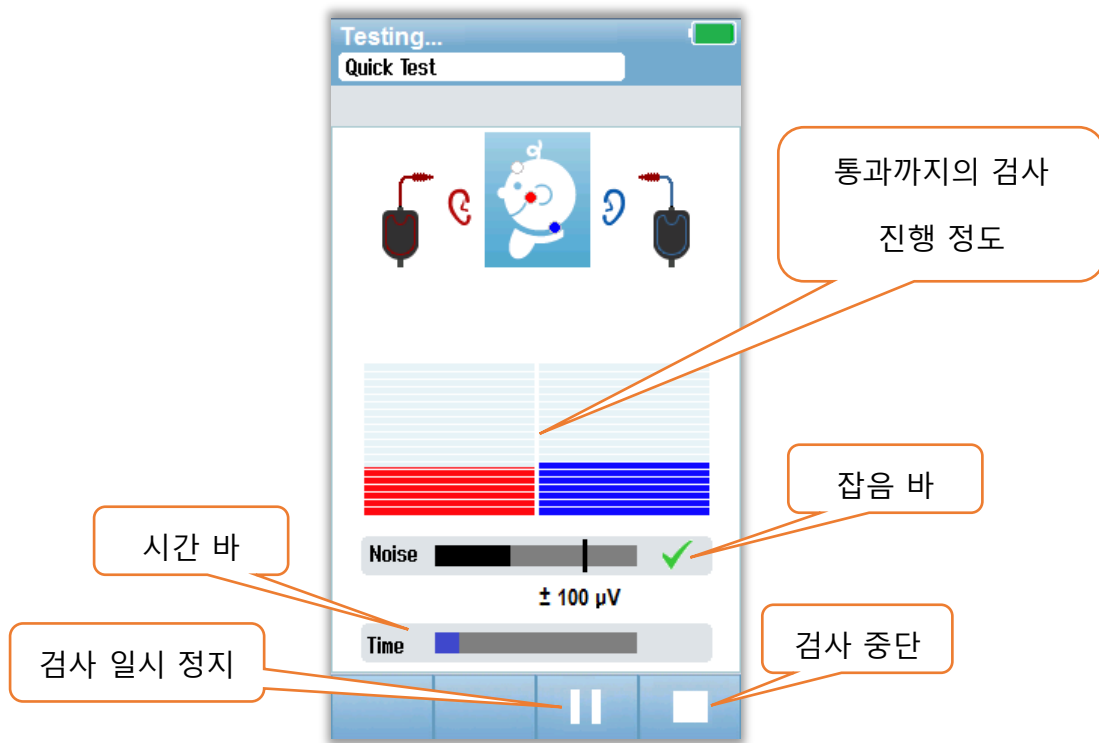 Testing...
Quick Test
통과까지의 검사
진행 정도
잡음 바
시간 바
Noise
± 100 µV
Time
검사 일시 정지
검사 중단